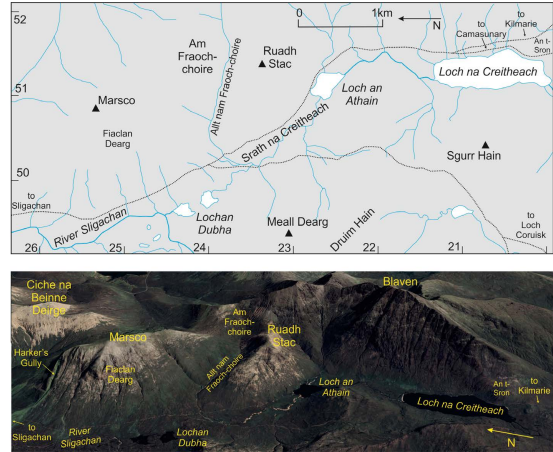 52
0
1km
N
to
Kilmarie
to
Camasunary
An t-
Sron
Am
Fraoch-
choire
Ruadh
Stac
Allt nam Fraoch-choire
Loch an
Athain
Loch na Creitheach
51
Marsco
Fiaclan
Dearg
Srath na Creitheach
Sgurr Hain
50
to
Sligachan
River Sligachan
Lochan
Dubha
Meall Dearg
Druim Hain
to
Loch
Coruisk
26
25
24
23
22
21
Ciche na
Beinne
Deirge
Blaven
Marsco
Am
Fraoch-
choire
Ruadh
Stac
Harker's
Gully
Fiaclan
Dearg
Allt nam
Fraoch-choire
Loch an
Athain
An t-
Sron
to
Kilmarie
Loch na Creitheach
to
Sligachan
River
Sligachan
Lochan
Dubha
N